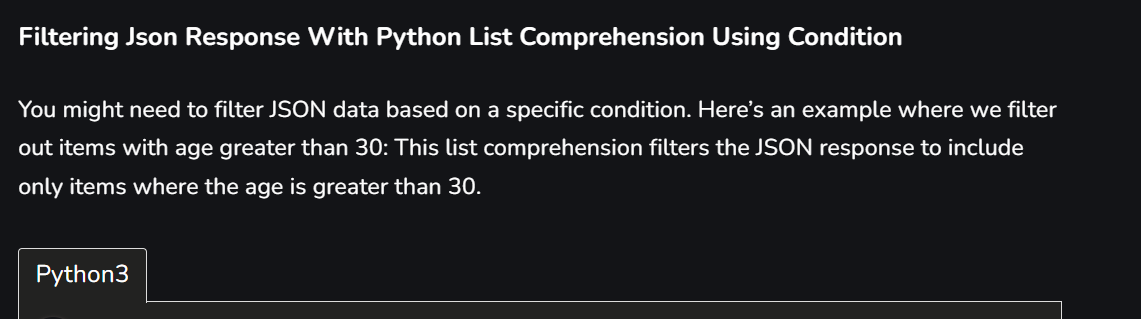 Filtering Json Response With Python List Comprehension Using Condition
You might need to filter JSON data based on a specific condition. Here’s an example where we filter
out items with age greater than 30: This list comprehension filters the JSON response to include
only items where the age is greater than 30.
Python3